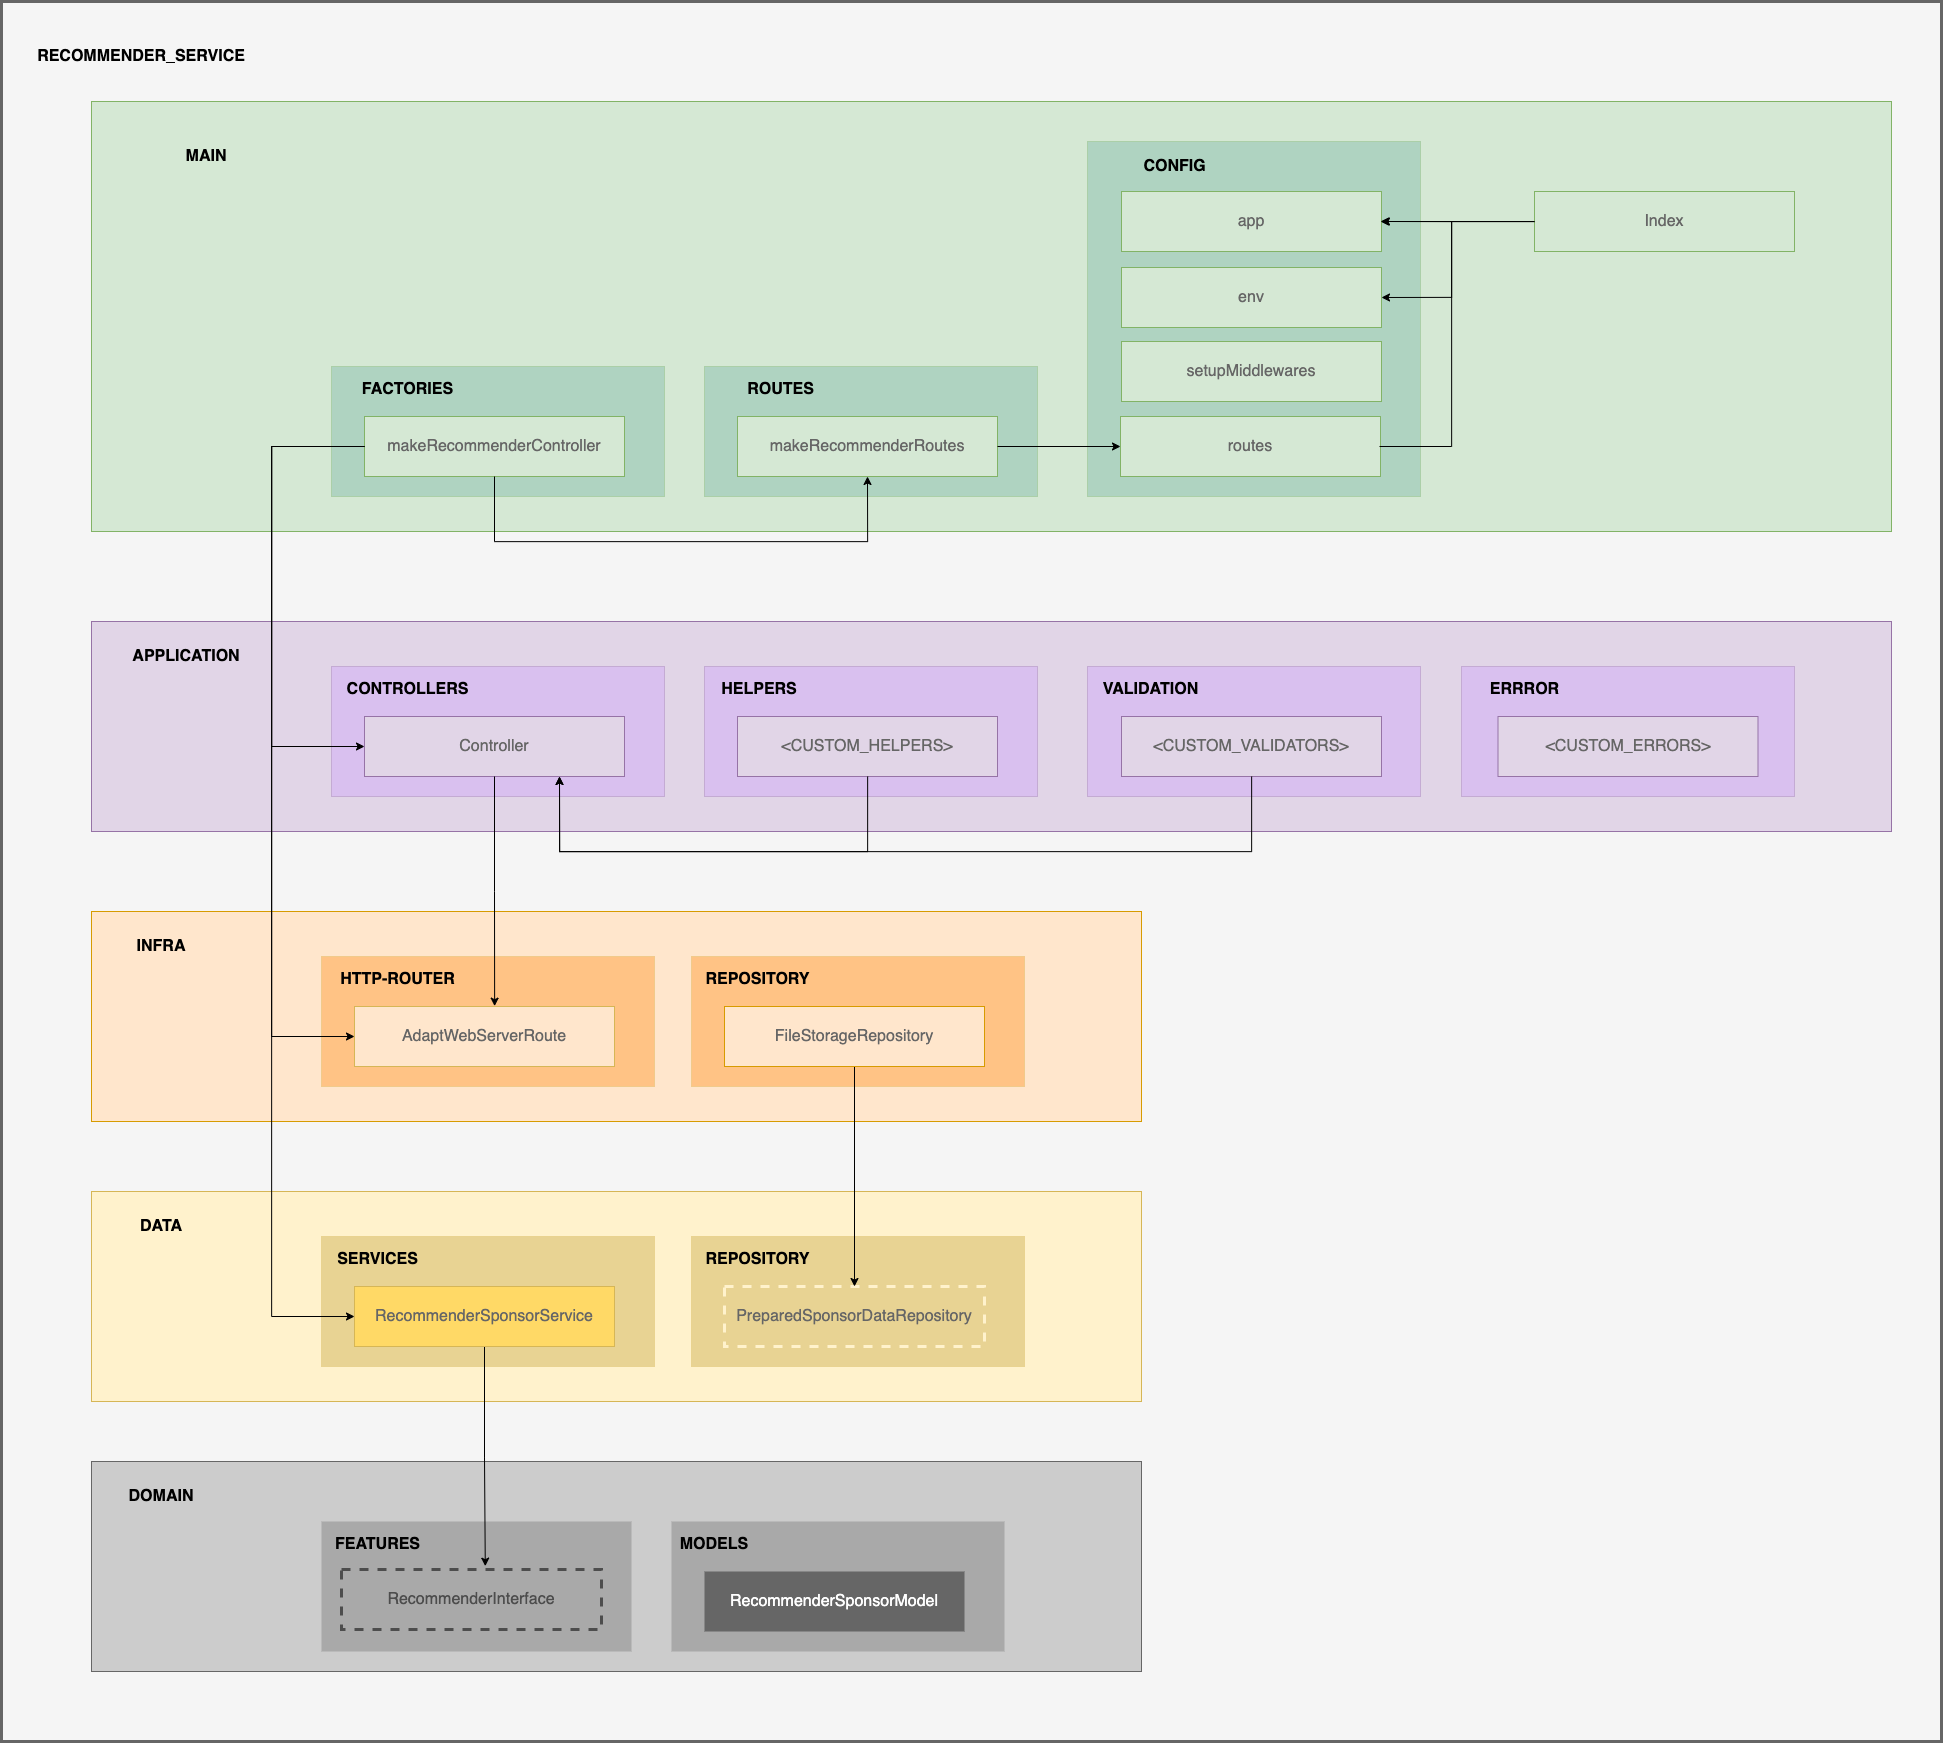 RECOMMENDER_SERVICE
MAIN
CONFIG
app
Index
env
setupMiddlewares
FACTORIES
ROUTES
makeRecommenderController
makeRecommenderRoutes
routes
APPLICATION
CONTROLLERS
HELPERS
VALIDATION
ERRROR
Controller
<CUSTOM_HELPERS>
<CUSTOM_VALIDATORS>
<CUSTOM_ERRORS>
INFRA
HTTP-ROUTER
REPOSITORY
AdaptWebServerRoute
FileStorageRepository
DATA
SERVICES
REPOSITORY
RecommenderSponsorService
PreparedSponsorDataRepository
DOMAIN
FEATURES
MODELS
RecommenderInterface
RecommenderSponsorModel